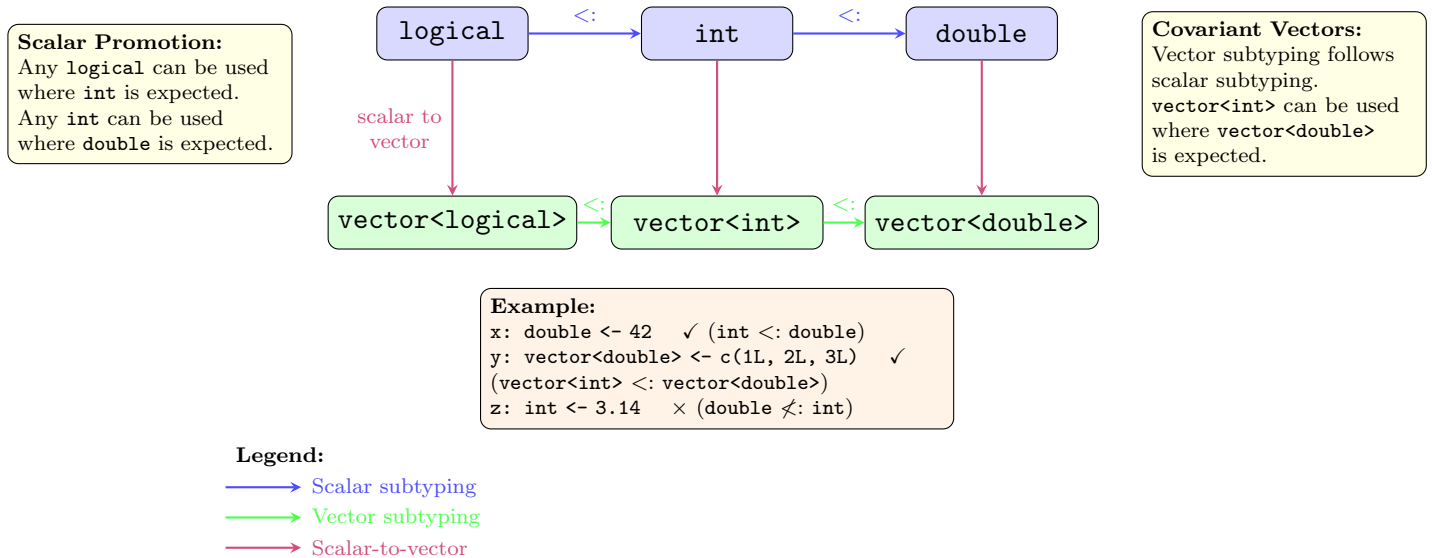 Scalar Promotion:
Any logical can be used
where int is expected.
Any int can be used
where double is expected.
logical
<:
int
<:
double
Covariant Vectors:
Vector subtyping follows
scalar subtyping.
vector<int> can be used
where vector<double>
is expected.
scalar to
vector
vector<logical>
<:
vector<int>
<:
vector<double>
Example:
x: double <- 42 ✓ (int <: double)
y: vector<double> <- c(1L, 2L, 3L) ✓
(vector<int> <: vector<double>)
z: int <- 3.14 × (double ≮: int)
Legend:
Scalar subtyping
Vector subtyping
Scalar-to-vector